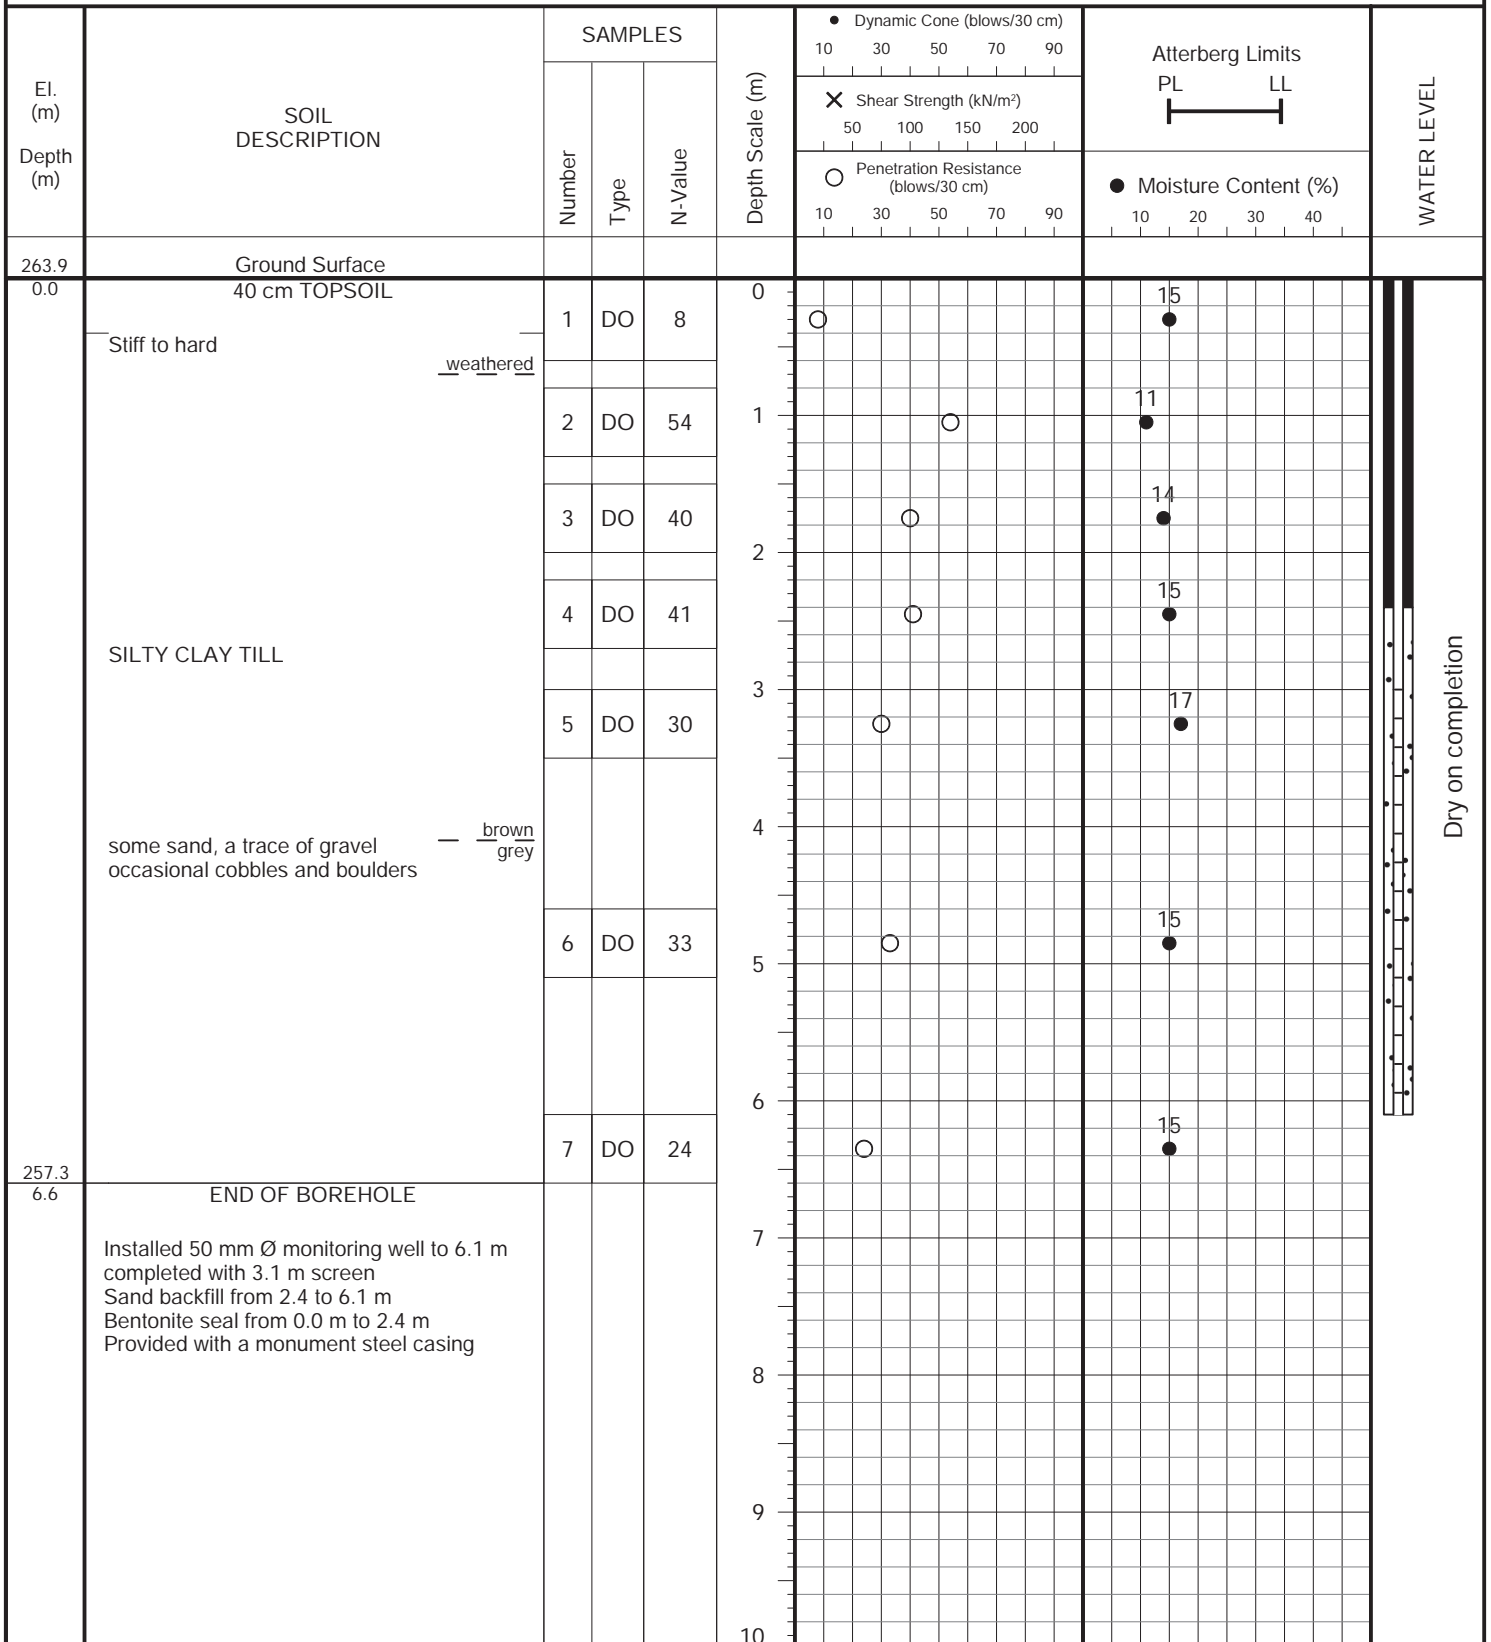 El.
(m)
Depth
(m)
SOIL
DESCRIPTION
SAMPLES
Number
Type
N-Value
Depth Scale (m)
Dynamic Cone (blows/30 cm)
10 30 50 70 90
Shear Strength (kN/m²)
50 100 150 200
Penetration Resistance
(blows/30 cm)
10 30 50 70 90
Atterberg Limits
PL LL
Moisture Content (%)
10 20 30 40
WATER LEVEL
263.9 Ground Surface
0.0 40 cm TOPSOIL
0
15
1 DO 8
Stiff to hard
weathered
11
1
2 DO 54
14
3 DO 40
2
15
4 DO 41
SILTY CLAY TILL
3
17
5 DO 30
Dry on completion
4
brown
some sand, a trace of gravel
grey
occasional cobbles and boulders
15
6 DO 33
5
6
15
7 DO 24
257.3
6.6 END OF BOREHOLE
7
Installed 50 mm Ø monitoring well to 6.1 m
completed with 3.1 m screen
Sand backfill from 2.4 to 6.1 m
Bentonite seal from 0.0 m to 2.4 m
Provided with a monument steel casing
8
9
10